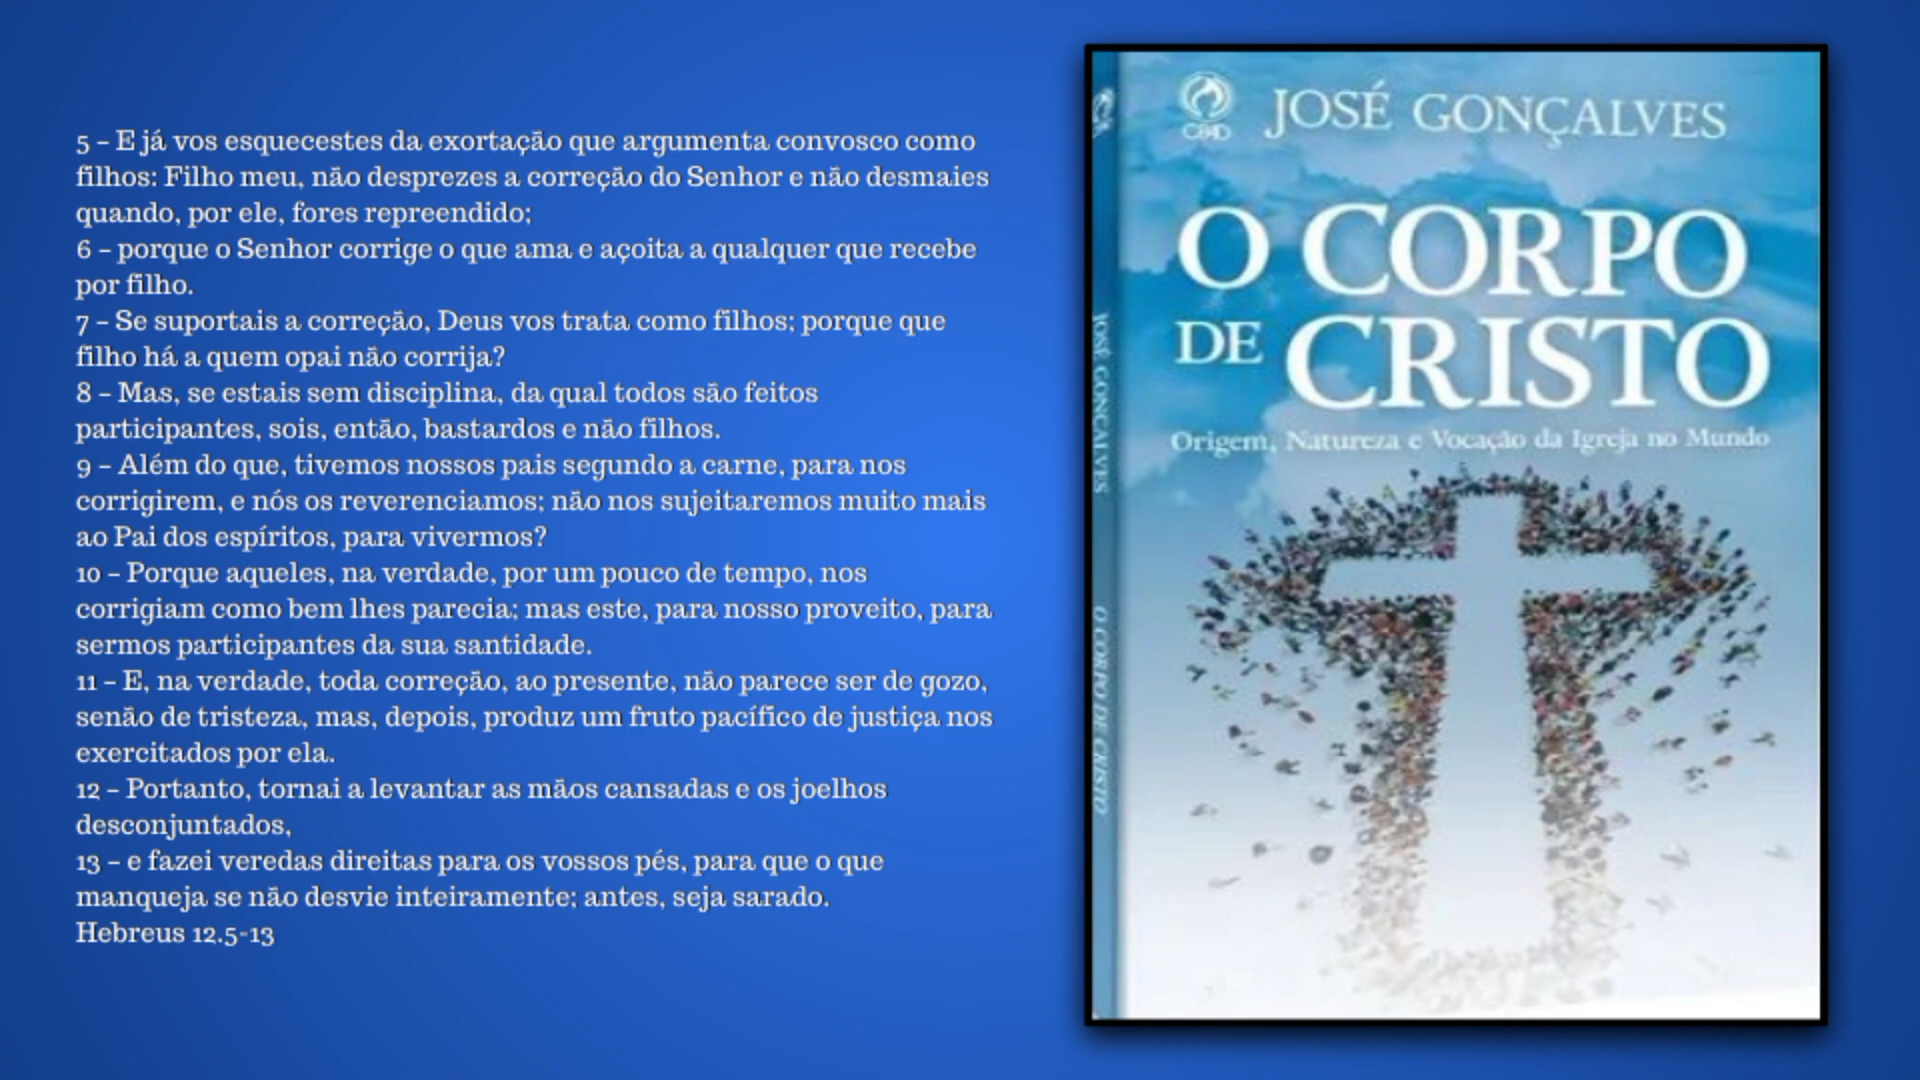 5 – E já vos esquecestes da exortação que argumenta convosco como
filhos: Filho meu, não desprezes a correção do Senhor e não desmaies
quando, por ele, fores repreendido;
6 – porque o Senhor corrige o que ama e açoita a qualquer que recebe
por filho.
7 – Se suportais a correção, Deus vos trata como filhos; porque que
filho há a quem opai não corrija?
8 – Mas, se estais sem disciplina, da qual todos são feitos
participantes, sois, então, bastardos e não filhos.
9 – Além do que, tivemos nossos pais segundo a carne, para nos
corrigirem, e nós os reverenciamos; não nos sujeitaremos muito mais
ao Pai dos espíritos, para vivermos?
10 – Porque aqueles, na verdade, por um pouco de tempo, nos
corrigiam como bem lhes parecia; mas este, para nosso proveito, para
sermos participantes da sua santidade.
11 – E, na verdade, toda correção, ao presente, não parece ser de gozo,
senão de tristeza, mas, depois, produz um fruto pacífico de justiça nos
exercitados por ela.
12 – Portanto, tornai a levantar as mãos cansadas e os joelhos
desconjuntados,
13 – e fazei veredas direitas para os vossos pés, para que o que
manqueja se não desvie inteiramente; antes, seja sarado.
Hebreus 12.5-13
CPAD
JOSÉ GONÇALVES
O CORPO
DE CRISTO
Origem, Natureza e Vocação da Igreja no Mundo
JOSÉ GONÇALVES
O CORPO DE CRISTO